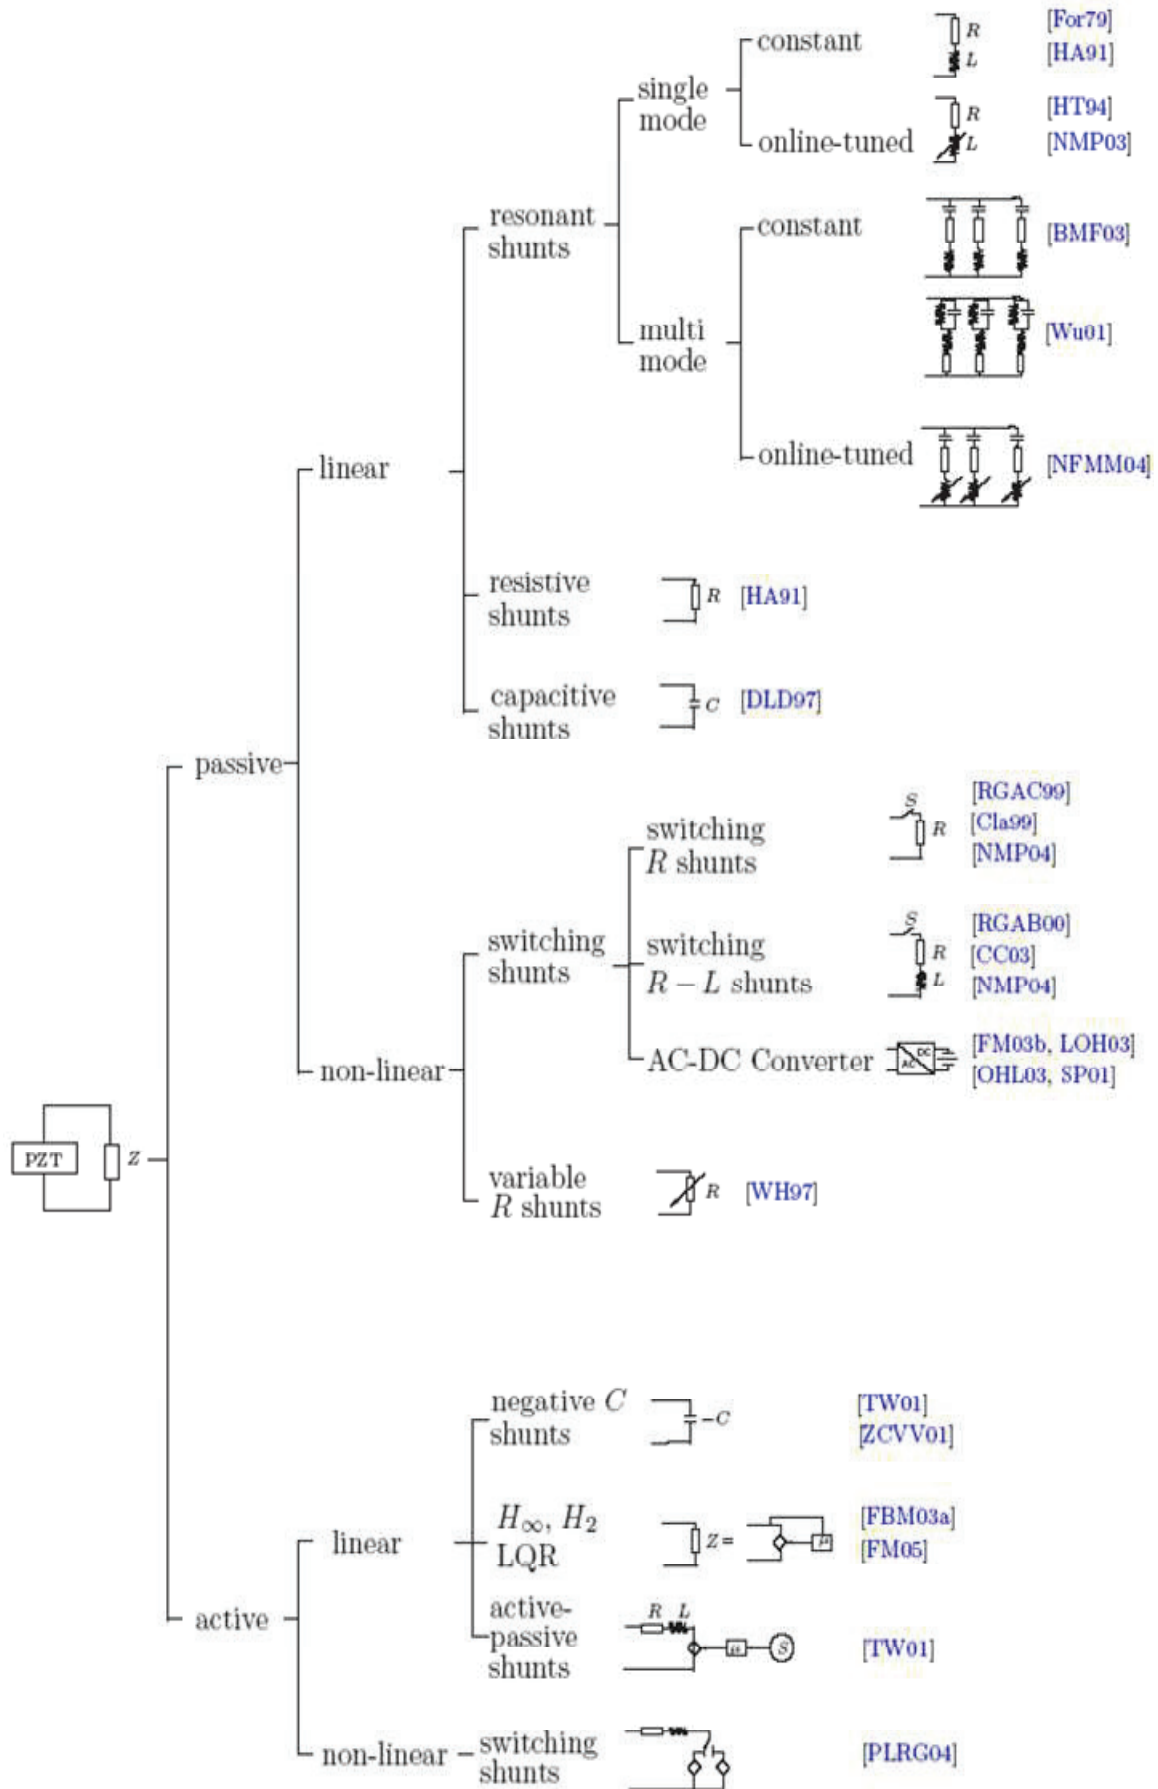 constant
R
L
[For79]
[HA91]
single
mode
online-tuned
R
L
[HT94]
[NMP03]
resonant
shunts
constant
[BMF03]
multi
mode
[Wu01]
online-tuned
[NFMM04]
linear
resistive
shunts
R
[HA91]
capacitive
shunts
C
[DLD97]
passive
switching
R shunts
S
R
[RGAC99]
[Cla99]
[NMP04]
switching
shunts
switching
R − L shunts
S
R
L
[RGAB00]
[CC03]
[NMP04]
AC-DC Converter
DC
AC
[FM03b, LOH03]
[OHL03, SP01]
non-linear
PZT
Z
variable
R shunts
R
[WH97]
negative C
shunts
−C
[TW01]
[ZCVV01]
linear
H∞, H2
LQR
Z =
μ
[FBM03a]
[FM05]
active
active-
passive
shunts
R L
S
[TW01]
non-linear
switching
shunts
[PLRG04]